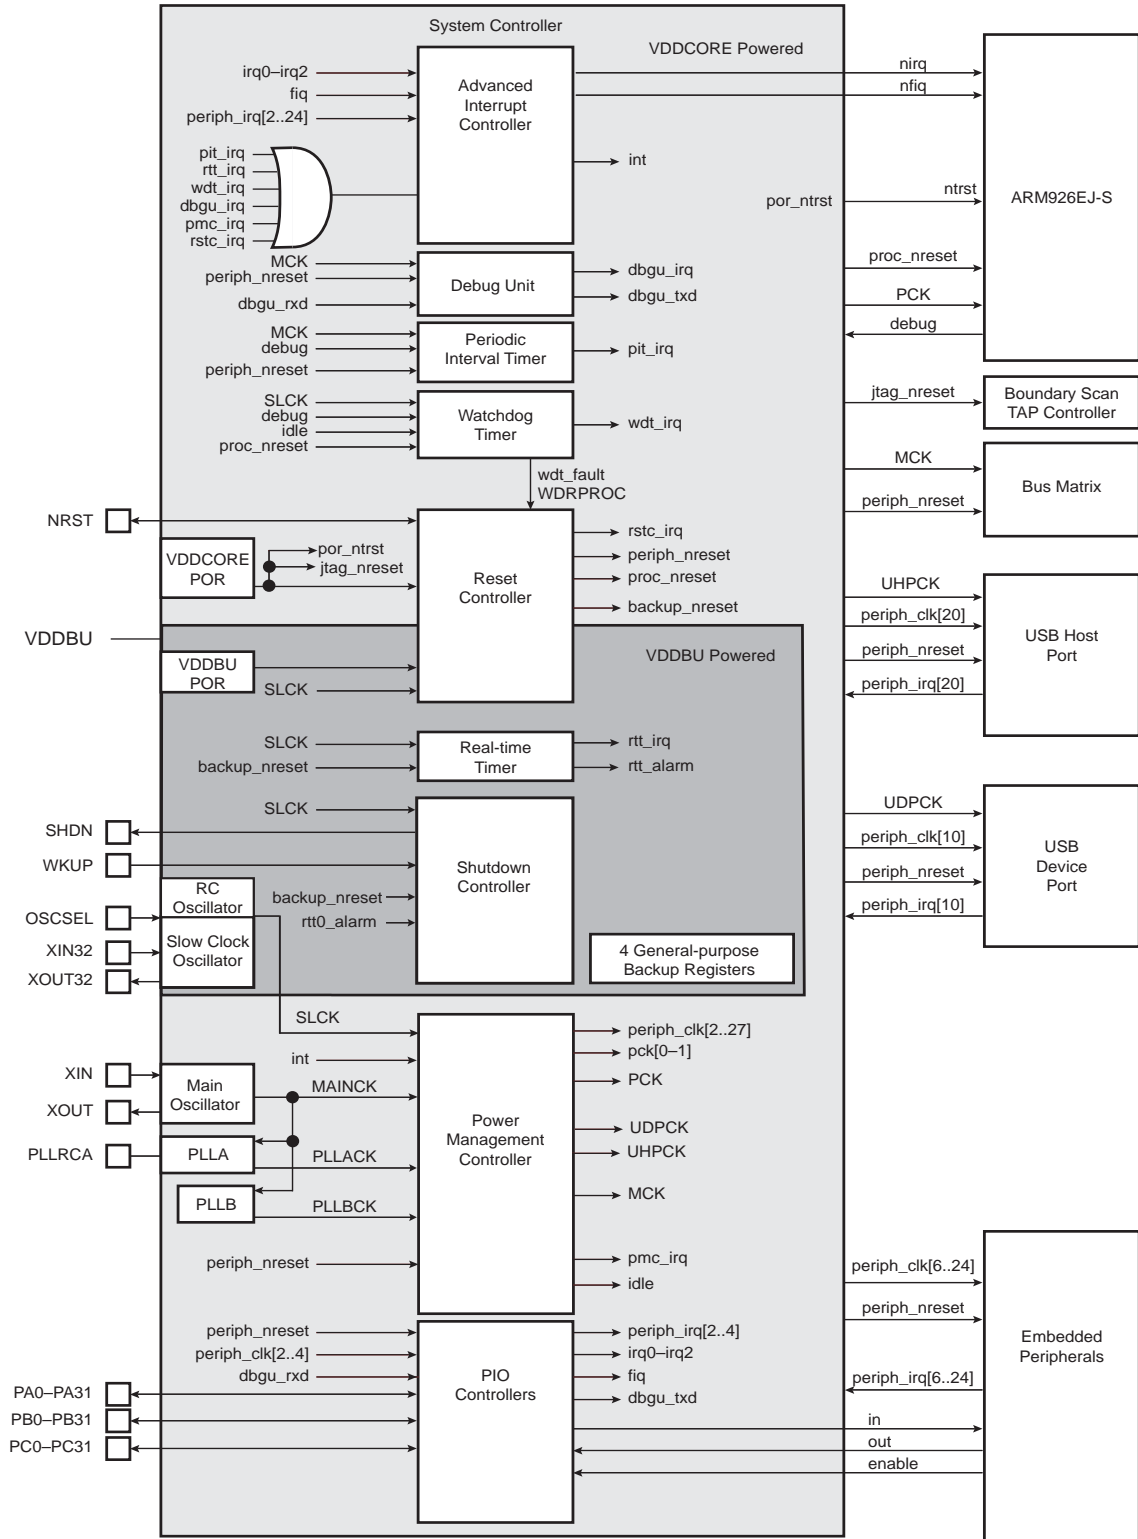 System Controller
VDDCORE Powered
irq0–irq2
fiq
periph_irq[2..24]
Advanced
Interrupt
Controller
nirq
nfiq
pit_irq
rtt_irq
wdt_irq
dbgu_irq
pmc_irq
rstc_irq
int
por_ntrst
ntrst
ARM926EJ-S
MCK
periph_nreset
dbgu_rxd
Debug Unit
dbgu_irq
dbgu_txd
proc_nreset
PCK
debug
MCK
debug
periph_nreset
Periodic
Interval Timer
pit_irq
SLCK
debug
idle
proc_nreset
Watchdog
Timer
wdt_irq
jtag_nreset
Boundary Scan
TAP Controller
wdt_fault
WDRPROC
MCK
periph_nreset
Bus Matrix
NRST
VDDCORE
POR
por_ntrst
jtag_nreset
Reset
Controller
rstc_irq
periph_nreset
proc_nreset
backup_nreset
UHPCK
periph_clk[20]
periph_nreset
periph_irq[20]
USB Host
Port
VDDBU
VDDBU Powered
VDDBU
POR
SLCK
SLCK
backup_nreset
Real-time
Timer
rtt_irq
rtt_alarm
SLCK
SHDN
WKUP
backup_nreset
rtt0_alarm
Shutdown
Controller
UDPCK
periph_clk[10]
periph_nreset
periph_irq[10]
USB
Device
Port
RC
Oscillator
OSCSEL
XIN32
XOUT32
Slow Clock
Oscillator
4 General-purpose
Backup Registers
SLCK
int
XIN
XOUT
Main
Oscillator
MAINCK
PLLRCA
PLLA
PLLACK
PLLB
PLLBCK
periph_nreset
Power
Management
Controller
periph_clk[2..27]
pck[0–1]
PCK
UDPCK
UHPCK
MCK
pmc_irq
idle
periph_clk[6..24]
periph_nreset
periph_irq[6..24]
in
out
enable
Embedded
Peripherals
periph_nreset
periph_clk[2..4]
dbgu_rxd
PA0–PA31
PB0–PB31
PC0–PC31
PIO
Controllers
periph_irq[2..4]
irq0–irq2
fiq
dbgu_txd